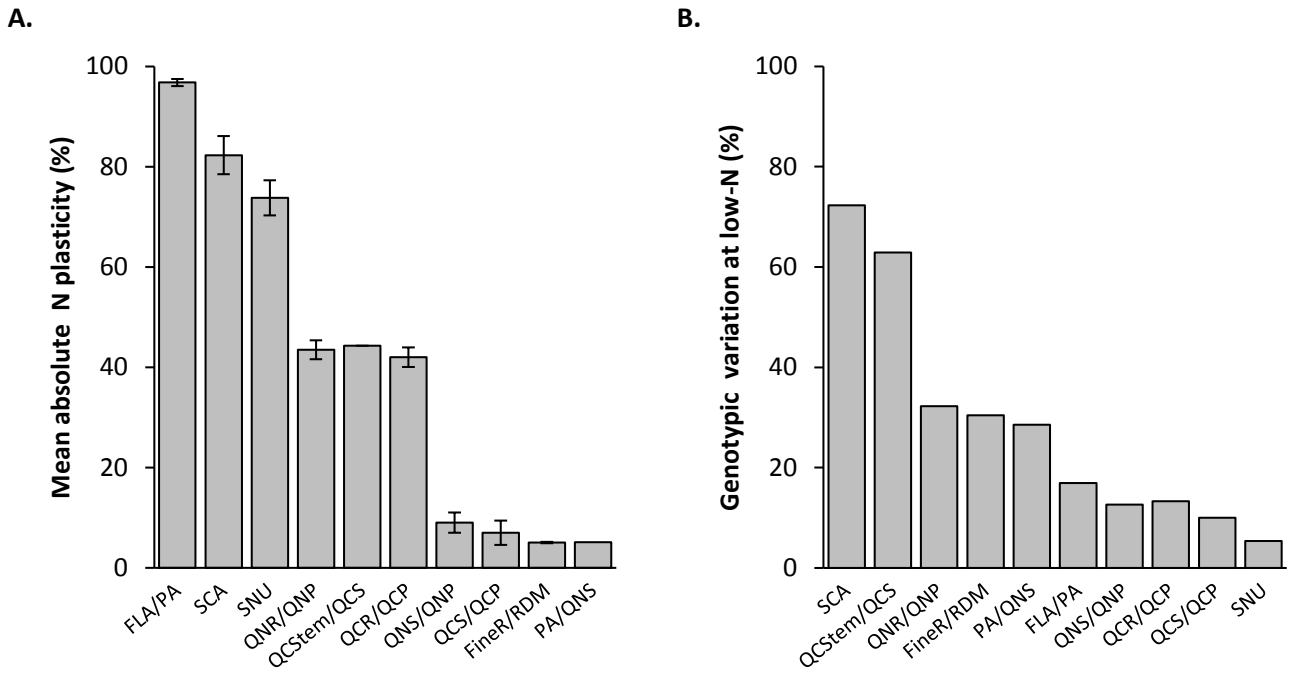 A.
Mean absolute N plasticity (%)
100
80
60
40
20
0
FLA/PA
SCA
SNU
QNR/QNP
QCStem/QCS
QCR/QCP
QNS/QNP
QCS/QCP
FineR/RDM
PA/QNS
B.
Genotypic variation at low-N (%)
100
80
60
40
20
0
SCA
QCStem/QCS
QNR/QNP
FineR/RDM
PA/QNS
FLA/PA
QNS/QNP
QCR/QCP
QCS/QCP
SNU